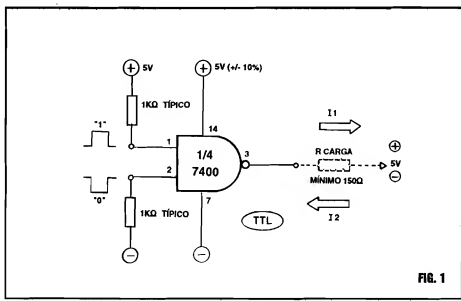 5V
5V (+/- 10%)
1KΩ TÍPICO
"1"
14
1
1/4
7400
3
2
"0"
7
1KΩ TÍPICO
TTL
I1
R CARGA
5V
MÍNIMO 150Ω
I2
FIG. 1